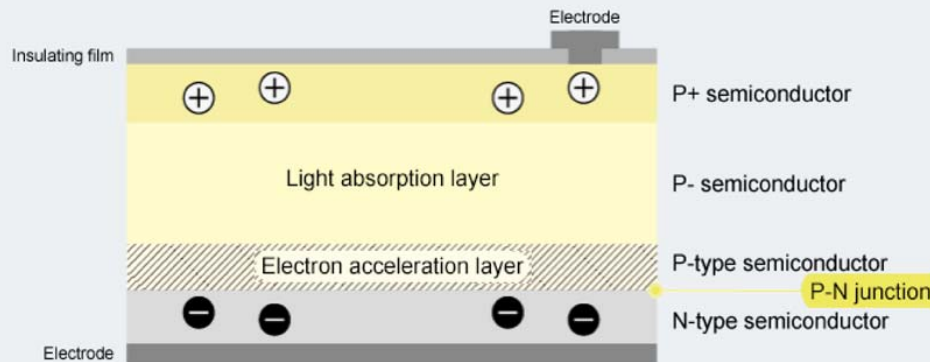 Electrode
Insulating film
P+ semiconductor
Light absorption layer
P- semiconductor
Electron acceleration layer
P-type semiconductor
P-N junction
N-type semiconductor
Electrode